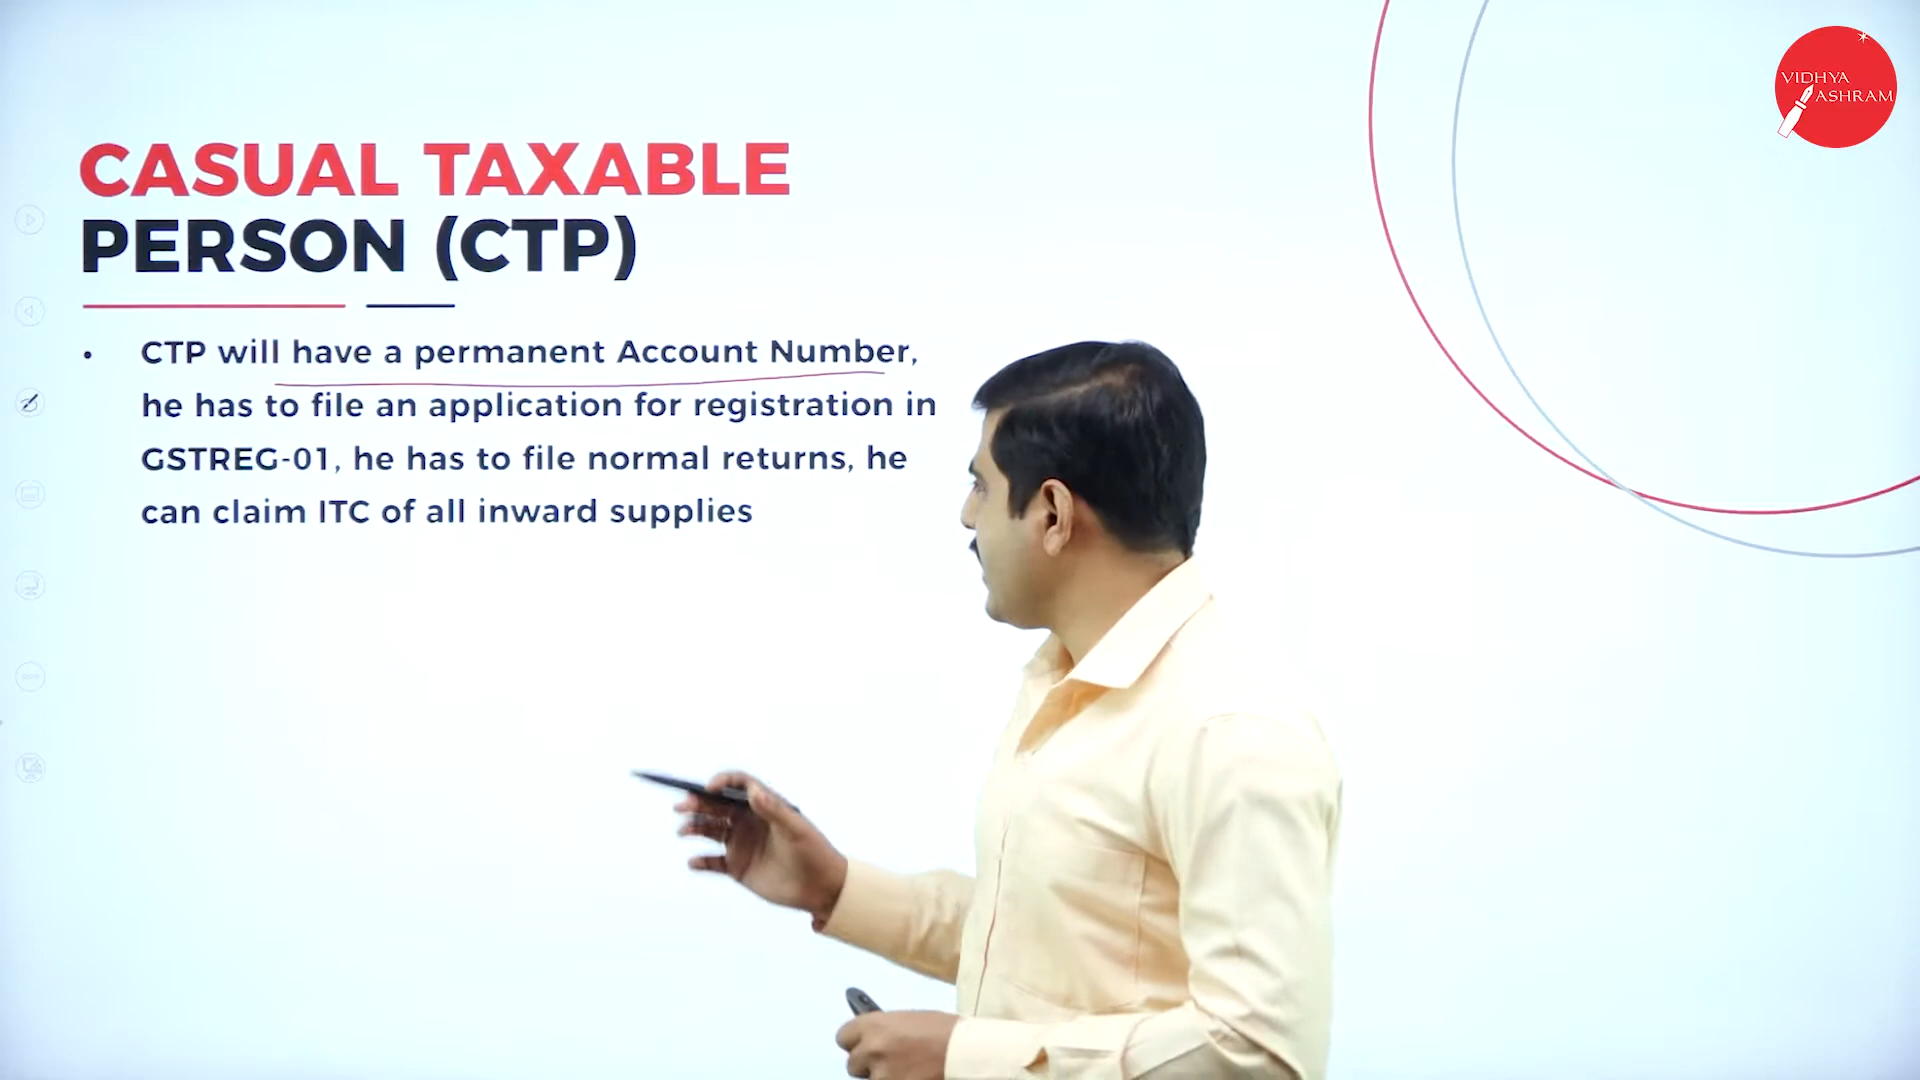 VIDHYA
ASHRAM
CASUAL TAXABLE
PERSON (CTP)
• CTP will have a permanent Account Number,
he has to file an application for registration in
GSTREG-01, he has to file normal returns, he
can claim ITC of all inward supplies